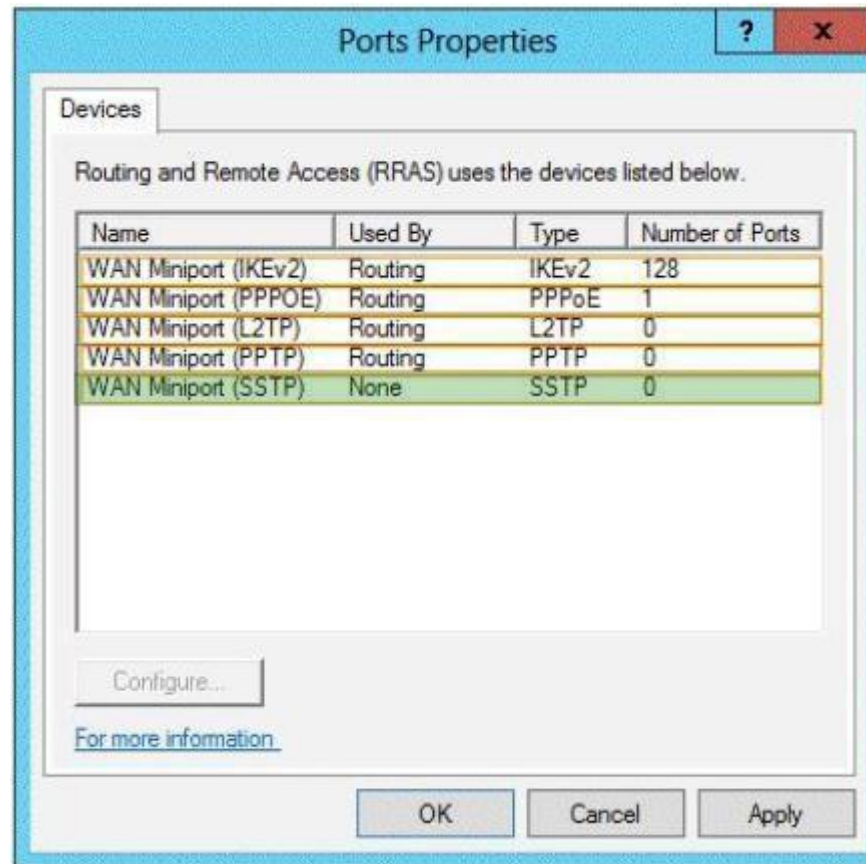 Ports Properties
? x
Devices
Routing and Remote Access (RRAS) uses the devices listed below.
Name Used By Type Number of Ports
WAN Miniport (IKEv2) Routing IKEv2 128
WAN Miniport (PPPOE) Routing PPPoE 1
WAN Miniport (L2TP) Routing L2TP 0
WAN Miniport (PPTP) Routing PPTP 0
WAN Miniport (SSTP) None SSTP 0
Configure...
For more information
OK Cancel Apply